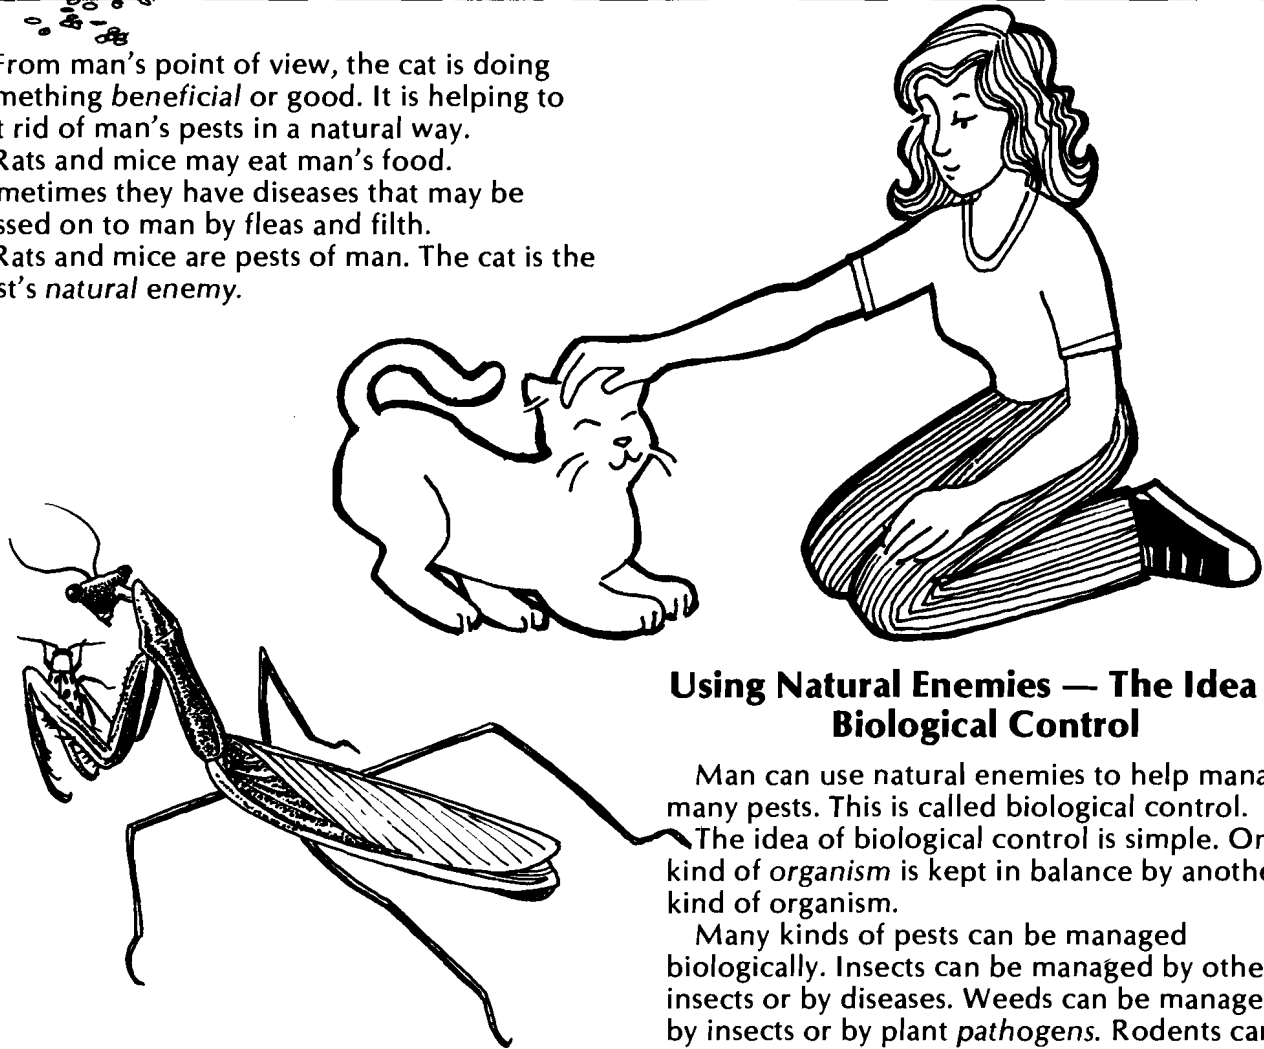 From man's point of view, the cat is doing
mething beneficial or good. It is helping to
t rid of man's pests in a natural way.
Rats and mice may eat man's food.
metimes they have diseases that may be
ssed on to man by fleas and filth.
Rats and mice are pests of man. The cat is the
st's natural enemy.
Using Natural Enemies — The Idea
Biological Control
Man can use natural enemies to help mana
many pests. This is called biological control.
The idea of biological control is simple. On
kind of organism is kept in balance by anothe
kind of organism.
Many kinds of pests can be managed
biologically. Insects can be managed by othe
insects or by diseases. Weeds can be manage
by insects or by plant pathogens. Rodents can